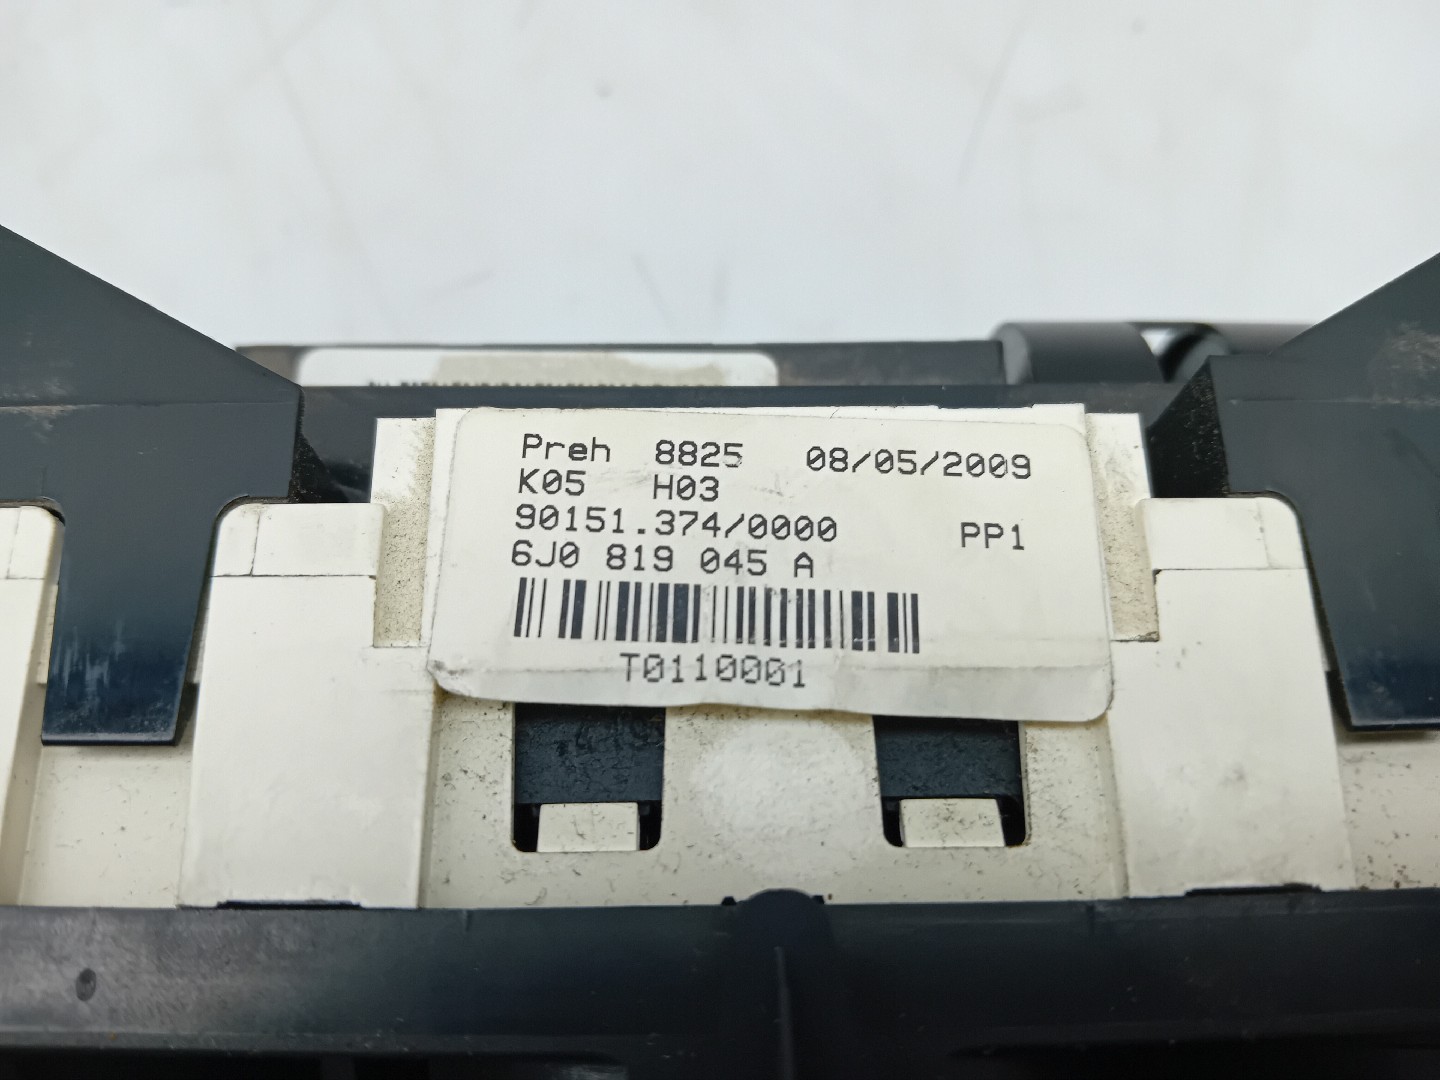 Preh 8825 08/05/2009
K05 H03
90151.374/0000 PP1
6J0 819 045 A
T0110001